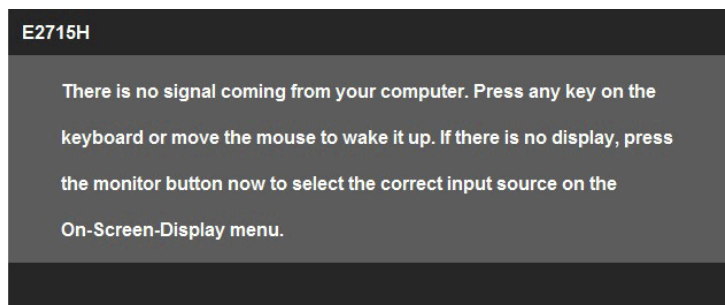 E2715H
There is no signal coming from your computer. Press any key on the
keyboard or move the mouse to wake it up. If there is no display, press
the monitor button now to select the correct input source on the
On-Screen-Display menu.